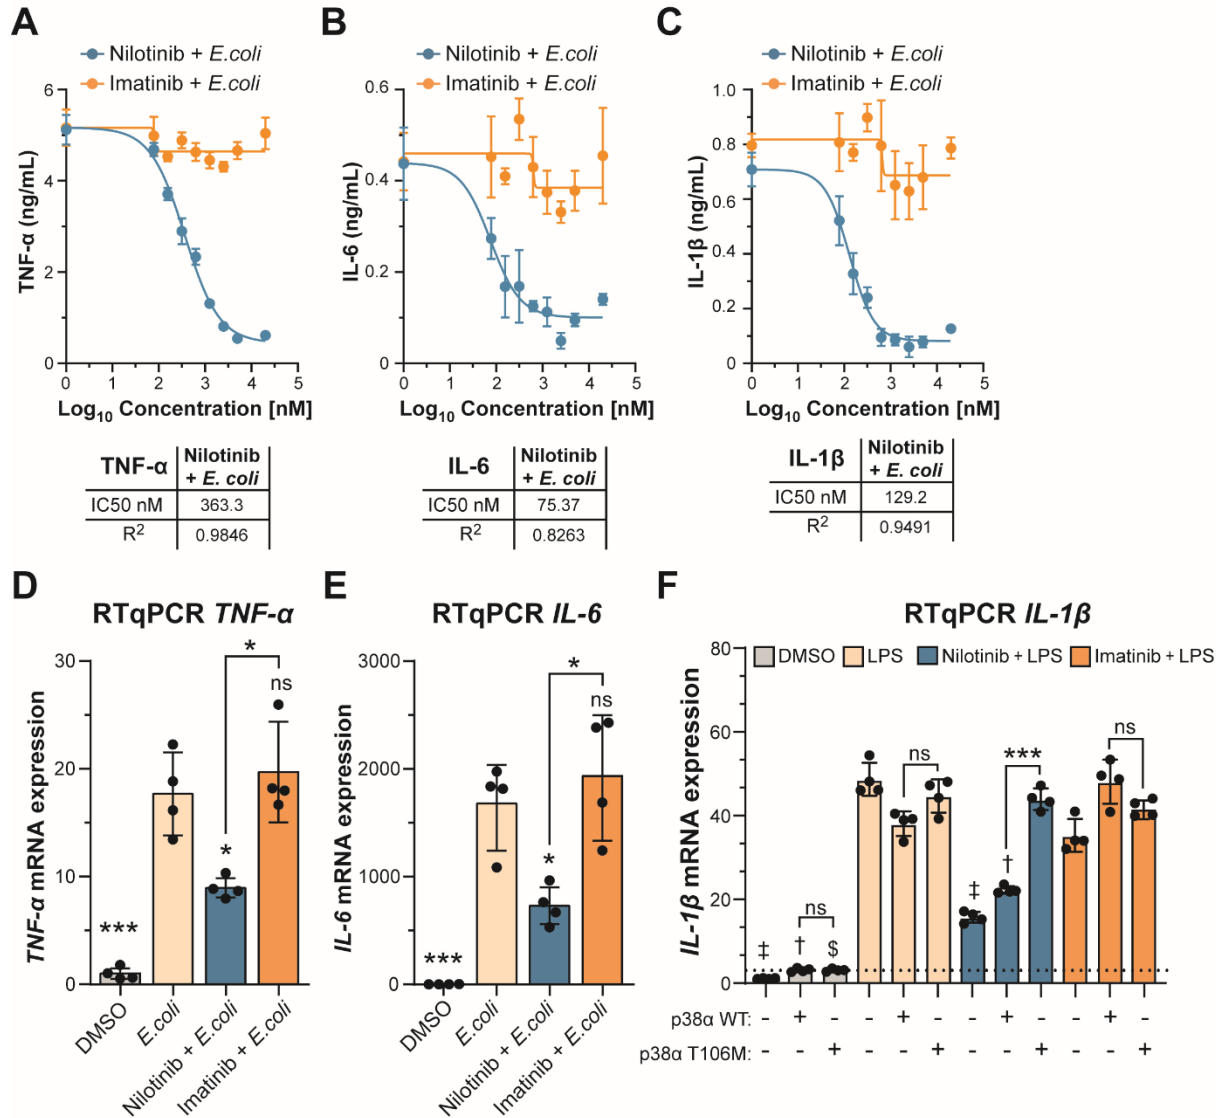 A
Nilotinib + E.coli
Imatinib + E.coli
TNF-α (ng/mL)
6
4
2
0
0
1
2
3
4
5
Log10 Concentration [nM]
TNF-α
Nilotinib
+ E. coli
IC50 nM
363.3
R2
0.9846
B
Nilotinib + E.coli
Imatinib + E.coli
IL-6 (ng/mL)
0.6
0.4
0.2
0
0
1
2
3
4
5
Log10 Concentration [nM]
IL-6
Nilotinib
+ E. coli
IC50 nM
75.37
R2
0.8263
C
Nilotinib + E.coli
Imatinib + E.coli
IL-1β (ng/mL)
1.0
0.8
0.6
0.4
0.2
0
0
1
2
3
4
5
Log10 Concentration [nM]
IL-1β
Nilotinib
+ E. coli
IC50 nM
129.2
R2
0.9491
D
RTqPCR TNF-α
TNF-α mRNA expression
30
20
10
0
***
*
*
ns
DMSO
E.coli
Nilotinib + E.coli
Imatinib + E.coli
E
RTqPCR IL-6
IL-6 mRNA expression
3000
2000
1000
0
***
*
*
ns
DMSO
E.coli
Nilotinib + E.coli
Imatinib + E.coli
F
RTqPCR IL-1β
DMSO LPS Nilotinib + LPS Imatinib + LPS
IL-1β mRNA expression
80
60
40
20
0
‡ † ns $
ns
‡ † ***
ns
p38α WT: - + - - + - - + - - + -
p38α T106M: - - + - - + - - + - - +